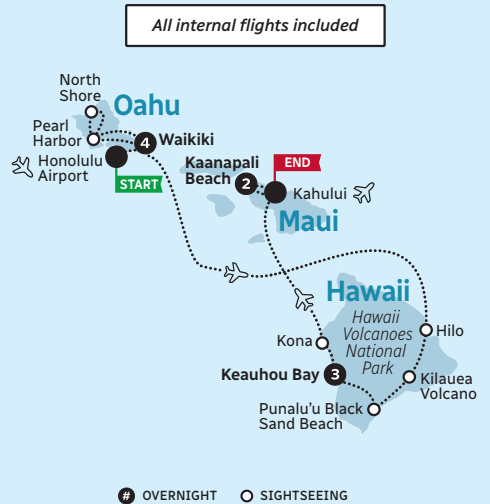 All internal flights included
North
Shore
Oahu
Pearl
Harbor
4
Waikiki
Honolulu
Airport
START
Kaanapali
Beach
2
END
Kahului
Maui
Hawaii
Hawaii
Volcanoes
National
Park
Kona
Hilo
Keauhou Bay
3
Kilauea
Volcano
Punalu'u Black
Sand Beach
# OVERNIGHT
SIGHTSEEING